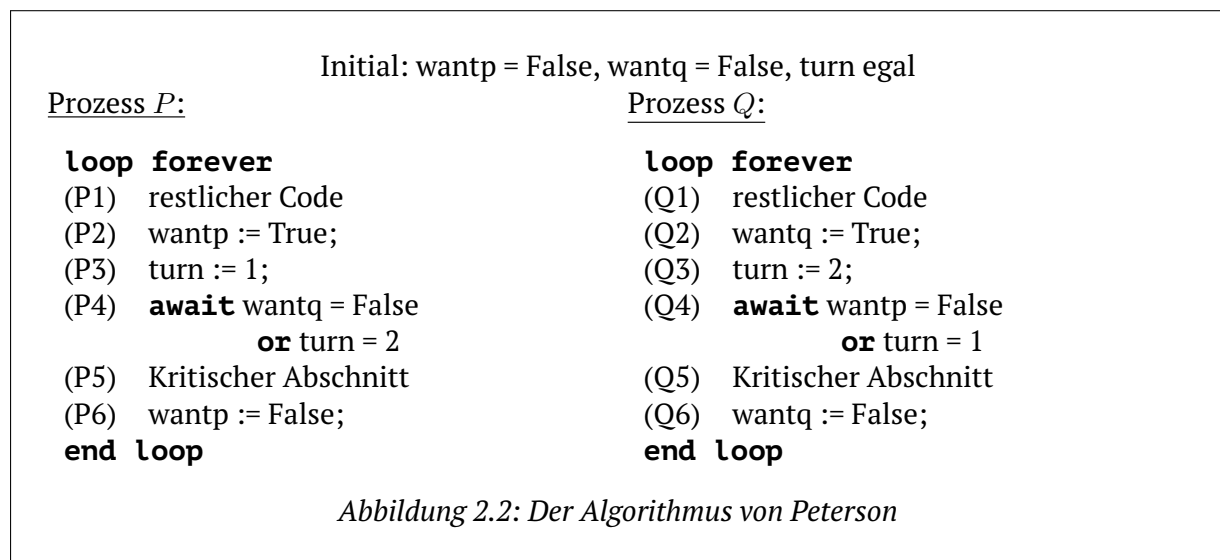 Initial: wantp = False, wantq = False, turn egal
Prozess P:
loop forever
(P1) restlicher Code
(P2) wantp := True;
(P3) turn := 1;
(P4) await wantq = False
or turn = 2
(P5) Kritischer Abschnitt
(P6) wantp := False;
end loop
Prozess Q:
loop forever
(Q1) restlicher Code
(Q2) wantq := True;
(Q3) turn := 2;
(Q4) await wantp = False
or turn = 1
(Q5) Kritischer Abschnitt
(Q6) wantq := False;
end loop
Abbildung 2.2: Der Algorithmus von Peterson